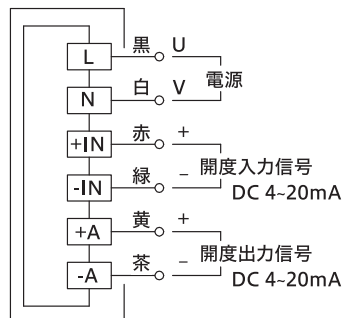 L 黒 U
N 白 V
電源
+IN 赤 +
-IN 緑 −
開度入力信号
DC 4~20mA
+A 黄 +
-A 茶 −
開度出力信号
DC 4~20mA